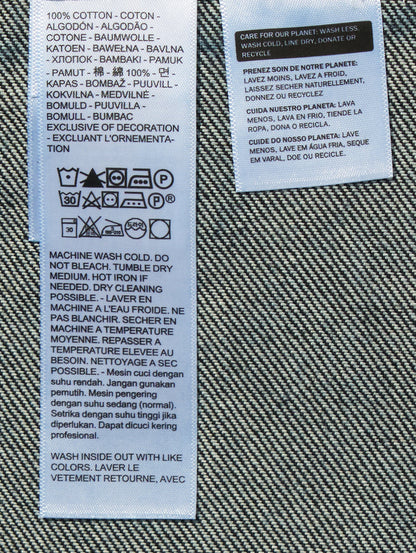 100% COTTON - COTON -
ALGODÓN - ALGODÃO -
COTONE - BAUMWOLLE -
KATOEN - BAWEŁNA - BAVLNA
- ХЛОПОК - BAMBAKI - PAMUK
- PAMUT - 棉 - 綿 100% - 면 -
KAPAS - BOMBAŽ - PUUVILL -
KOKVILNA - MEDVILNĖ -
BOMULD - PUUVILLA -
BOMULL - BUMBAC
EXCLUSIVE OF DECORATION
- EXCLUANT L'ORNEMENTA-
TION
P
30 P®
30
MACHINE WASH COLD. DO
NOT BLEACH. TUMBLE DRY
MEDIUM. HOT IRON IF
NEEDED. DRY CLEANING
POSSIBLE. - LAVER EN
MACHINE A L'EAU FROIDE. NE
PAS BLANCHIR. SECHER EN
MACHINE A TEMPERATURE
MOYENNE. REPASSER A
TEMPERATURE ELEVEE AU
BESOIN. NETTOYAGE A SEC
POSSIBLE. - Mesin cuci dengan
suhu rendah. Jangan gunakan
pemutih. Mesin pengering
dengan suhu sedang (normal).
Setrika dengan suhu tinggi jika
diperlukan. Dapat dicuci kering
profesional.
WASH INSIDE OUT WITH LIKE
COLORS. LAVER LE
VETEMENT RETOURNE, AVEC
CARE FOR OUR PLANET: WASH LESS,
WASH COLD, LINE DRY, DONATE OR
RECYCLE
PRENEZ SOIN DE NOTRE PLANETE:
LAVEZ MOINS, LAVEZ A FROID,
LAISSEZ SECHER NATURELLEMENT,
DONNEZ OU RECYCLEZ
CUIDA NUESTRO PLANETA: LAVA
MENOS, LAVA EN FRIO, TIENDE LA
ROPA, DONA O RECICLA.
CUIDE DO NOSSO PLANETA: LAVE
MENOS, LAVE EM ÁGUA FRIA, SEQUE
EM VARAL, DOE OU RECICLE.